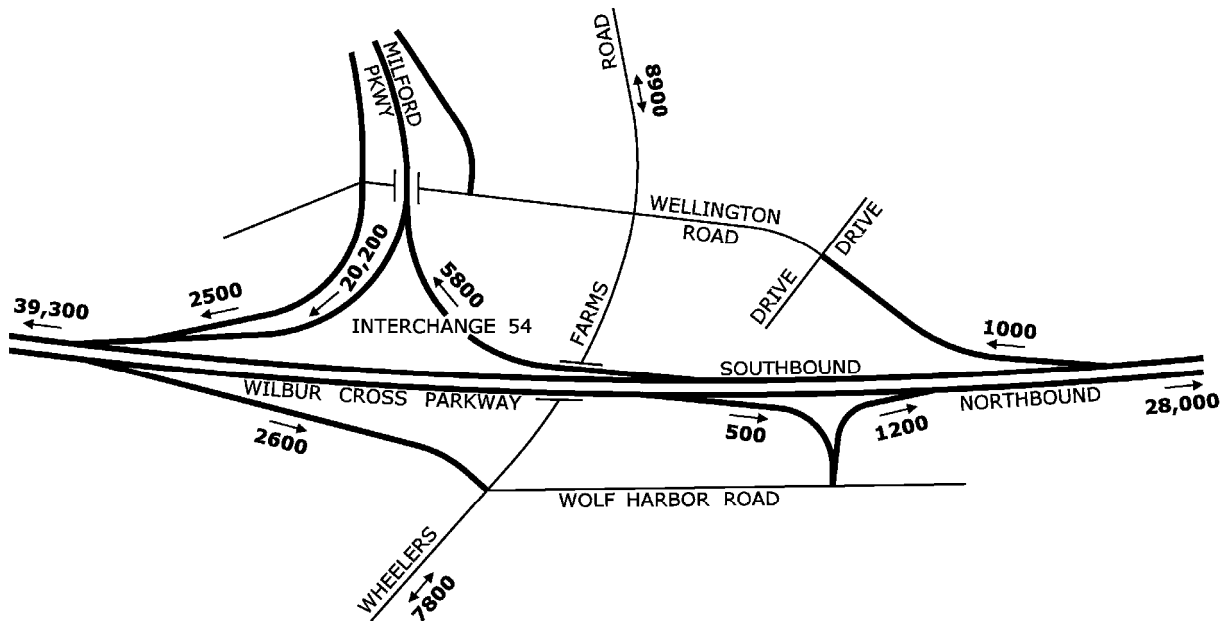 MILFORD
PKWY
ROAD
8900
WELLINGTON
ROAD
DRIVE
DRIVE
20,200
5800
2500
39,300
INTERCHANGE 54
FARMS
1000
SOUTHBOUND
WILBUR CROSS PARKWAY
NORTHBOUND
28,000
2600
500
1200
WOLF HARBOR ROAD
WHEELERS
7800